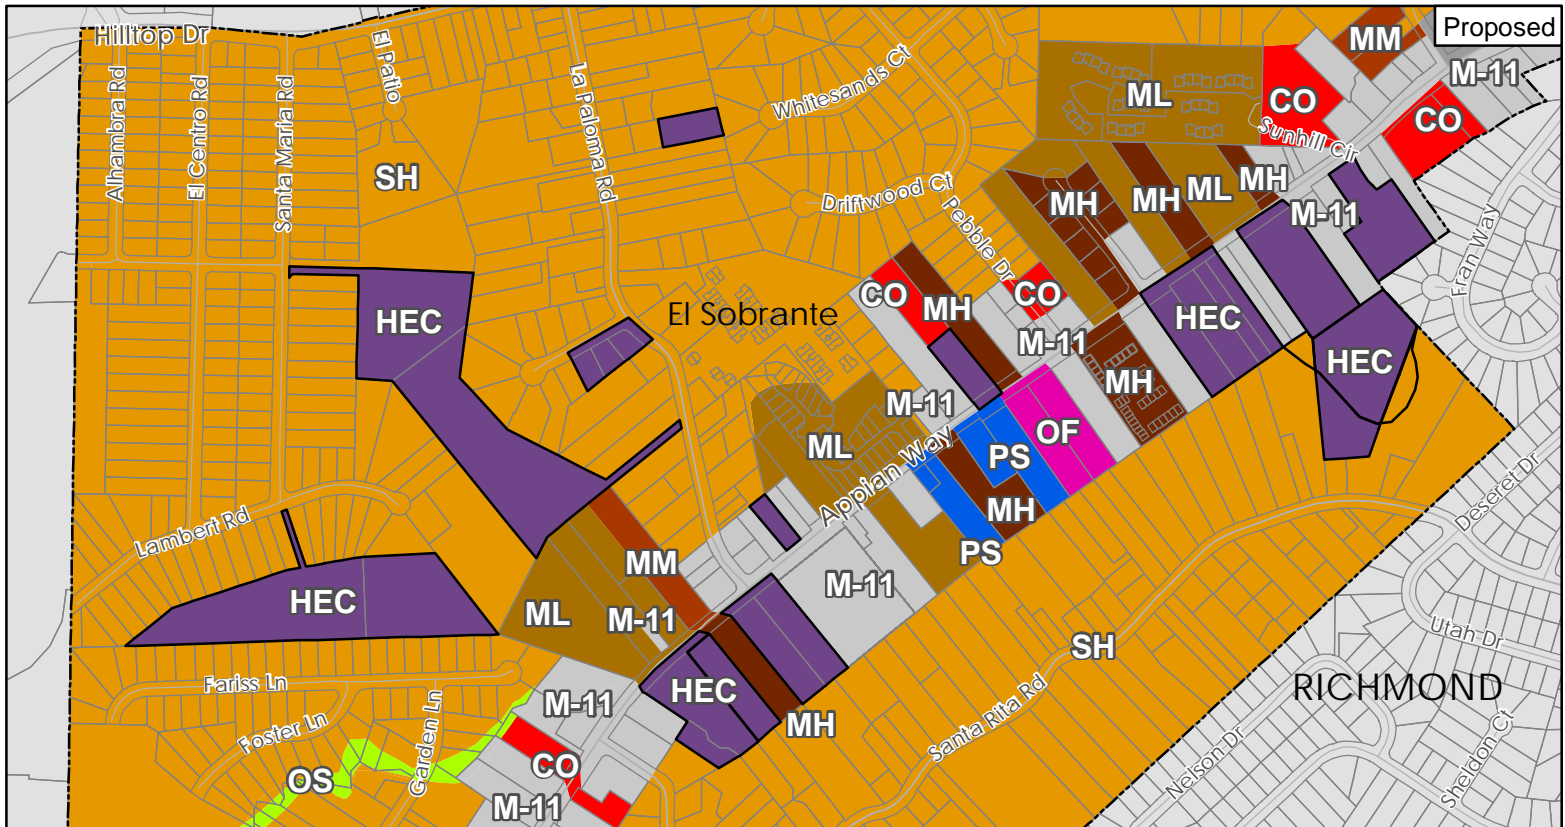 Proposed
Hilltop Dr
El Patio
La Paloma Rd
Alhambra Rd
El Centro Rd
Santa Maria Rd
Whitesands Ct
MM
M-11
ML
CO
CO
Sunhill Cir
SH
Driftwood Ct
Pebble Dr
MH
MH
ML
MH
M-11
Fran Way
HEC
El Sobrante
CO
MH
CO
M-11
HEC
HEC
MH
M-11
ML
Appian Way
PS
OF
MH
PS
Deseret Dr
Lambert Rd
MM
M-11
HEC
ML
M-11
SH
Utah Dr
Fariss Ln
HEC
M-11
MH
RICHMOND
Foster Ln
Garden Ln
Santa Rita Rd
CO
OS
M-11
Nelson Dr
Sheldon Ct